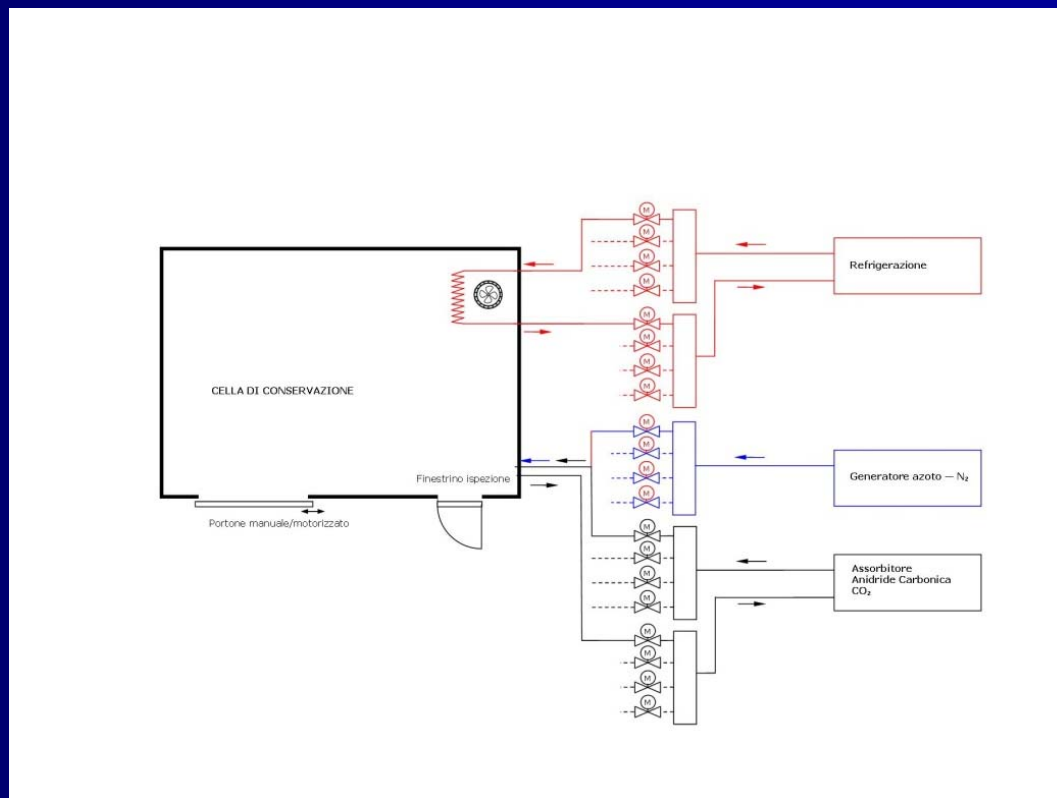 M
M
M
M
Refrigerazione
M
M
M
M
CELLA DI CONSERVAZIONE
M
M
M
M
Generatore azoto — N₂
Finestrino ispezione
Portone manuale/motorizzato
M
M
M
M
Assorbitore
Anidride Carbonica
CO₂
M
M
M
M